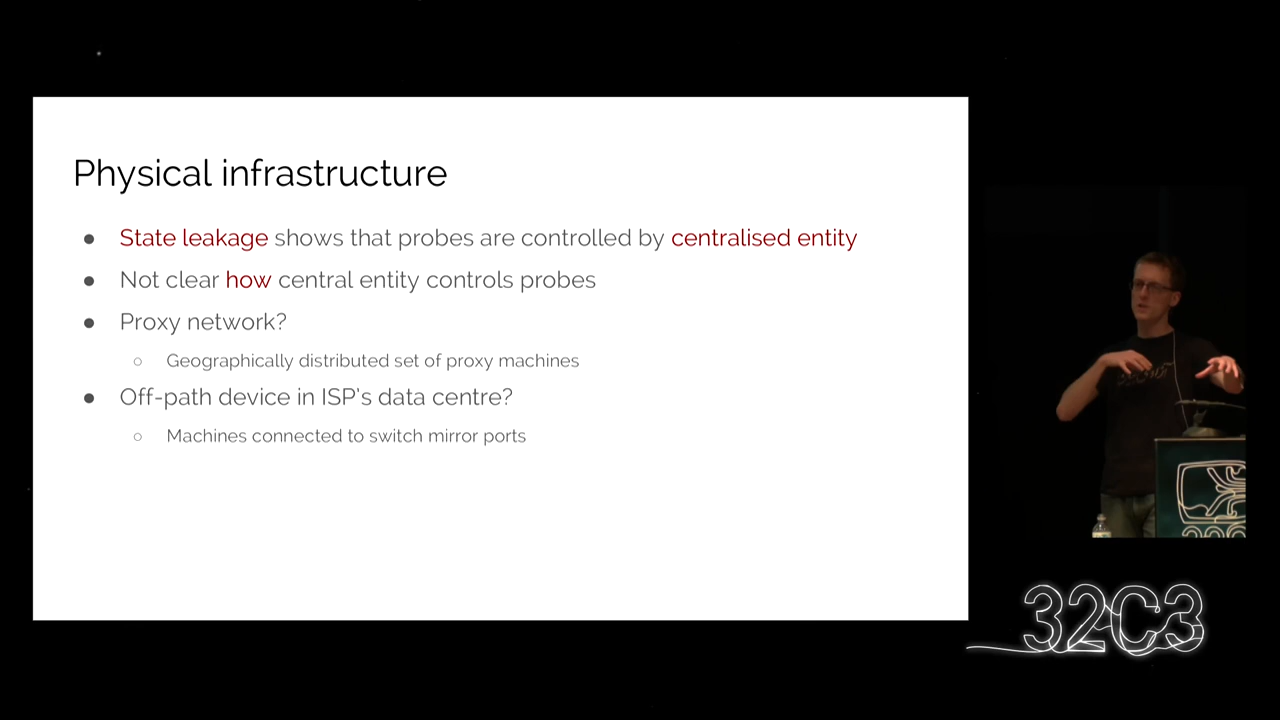 Physical infrastructure
● State leakage shows that probes are controlled by centralised entity
● Not clear how central entity controls probes
● Proxy network?
○ Geographically distributed set of proxy machines
● Off-path device in ISP's data centre?
○ Machines connected to switch mirror ports
32C3